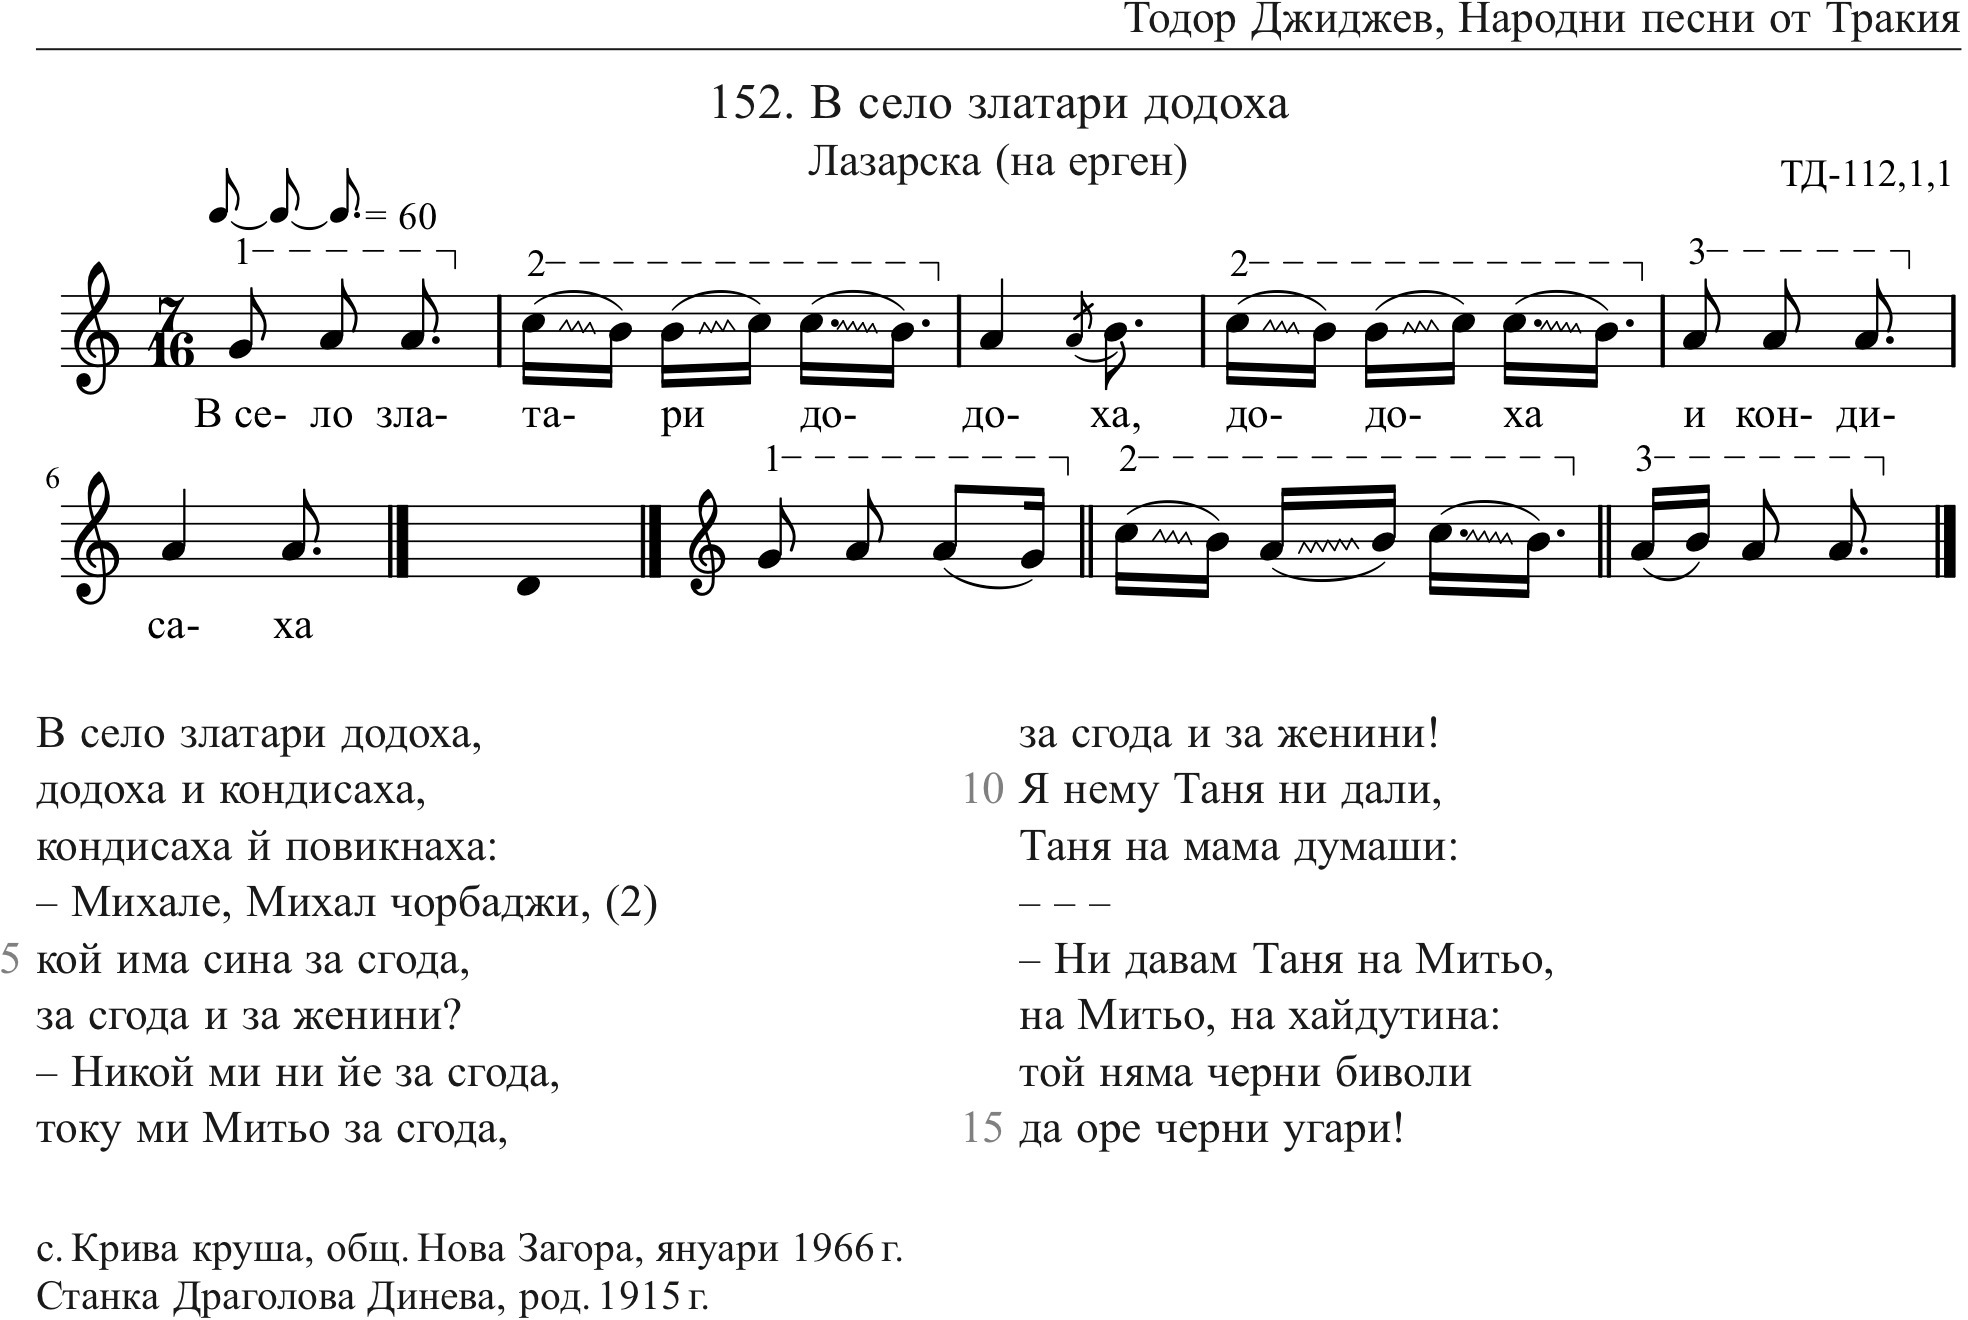 Тодор Джиджев, Народни песни от Тракия
152. В село златари додоха
Лазарска (на ерген)
ТД-112,1,1
= 60
1 2 2 3
7
16
В се- ло зла- та- ри до- до- ха, до- до- ха и кон- ди-
6 1 2 3
са- ха
В село златари додоха,
додоха и кондисаха,
кондисаха й повикнаха:
– Михале, Михал чорбаджи, (2)
5 кой има сина за сгода,
за сгода и за женини?
– Никой ми ни йе за сгода,
току ми Митьо за сгода,
за сгода и за женини!
10 Я нему Таня ни дали,
Таня на мама думаши:
– – –
– Ни давам Таня на Митьо,
на Митьо, на хайдутина:
той няма черни биволи
15 да оре черни угари!
с. Крива круша, общ. Нова Загора, януари 1966 г.
Станка Драголова Динева, род. 1915 г.